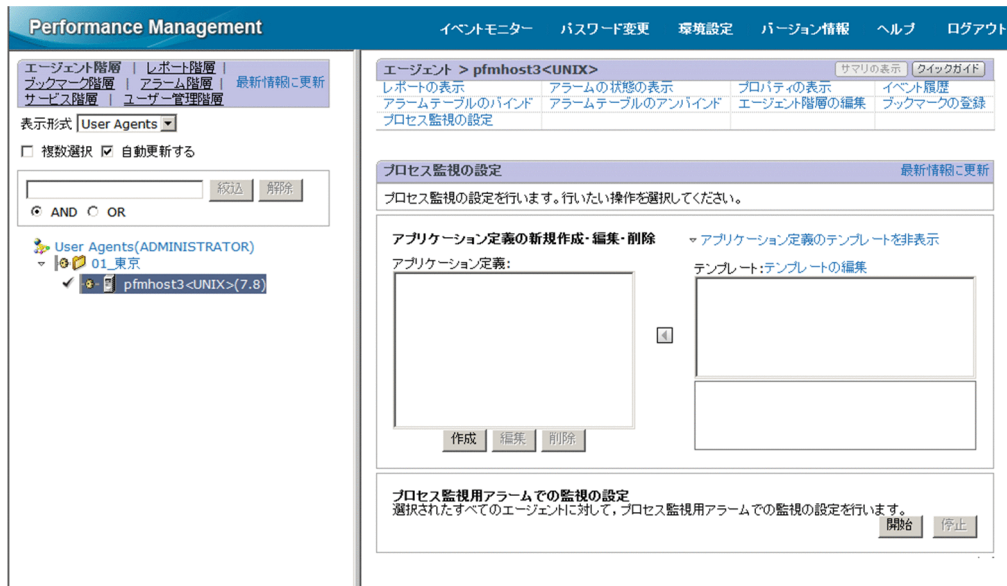 Performance Management
イベントモニター パスワード変更 環境設定 バージョン情報 ヘルプ ログアウト
エージェント階層 | レポート階層 |
ブックマーク階層 | アラーム階層 | 最新情報に更新
サービス階層 | ユーザー管理階層
表示形式 User Agents
複数選択 自動更新する
絞込 解除
AND OR
User Agents(ADMINISTRATOR)
01_東京
pfmhost3<UNIX>(7.8)
エージェント > pfmhost3<UNIX> サマリの表示 クイックガイド
レポートの表示 アラームの状態の表示 プロパティの表示 イベント履歴
アラームテーブルのバインド アラームテーブルのアンバインド エージェント階層の編集 ブックマークの登録
プロセス監視の設定
プロセス監視の設定 最新情報に更新
プロセス監視の設定を行います。行いたい操作を選択してください。
アプリケーション定義の新規作成・編集・削除 アプリケーション定義のテンプレートを非表示
アプリケーション定義: テンプレート:テンプレートの編集
作成 編集 削除
プロセス監視用アラームでの監視の設定
選択されたすべてのエージェントに対して，プロセス監視用アラームでの監視の設定を行います。
開始 停止